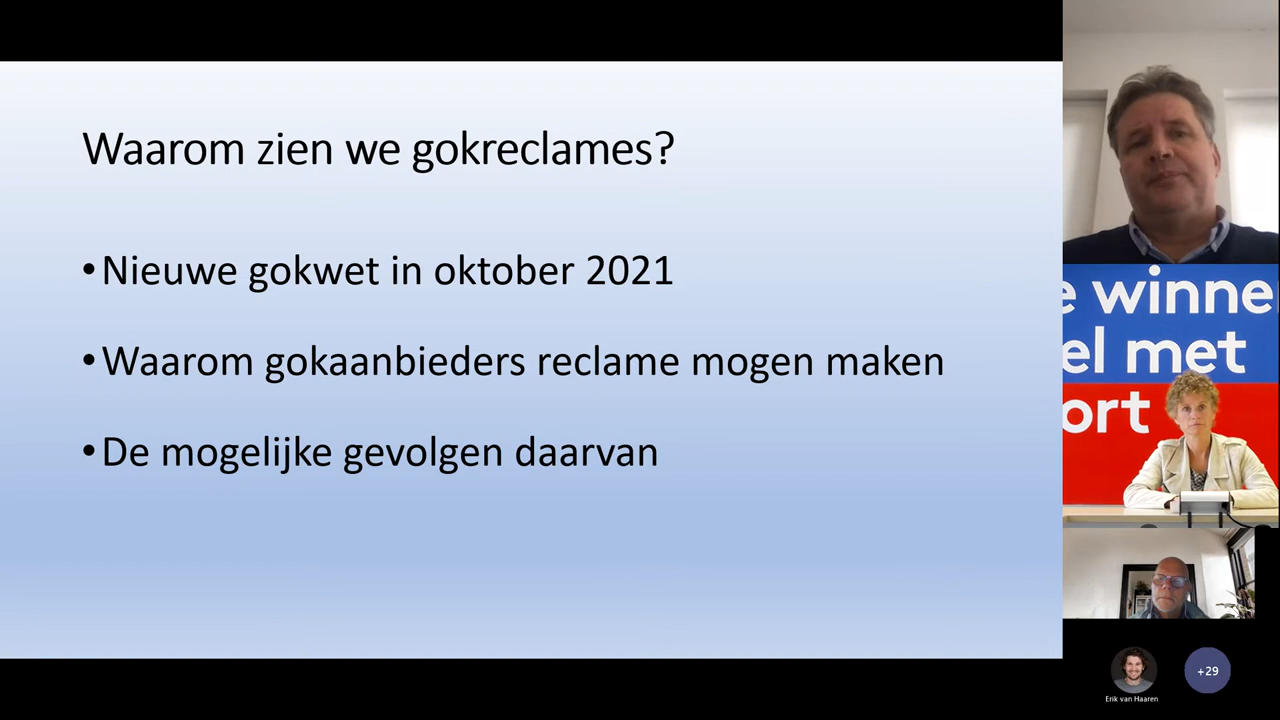 Waarom zien we gokreclames?
• Nieuwe gokwet in oktober 2021
• Waarom gokaanbieders reclame mogen maken
• De mogelijke gevolgen daarvan
e winne
el met
ort
Erik van Haaren
+29